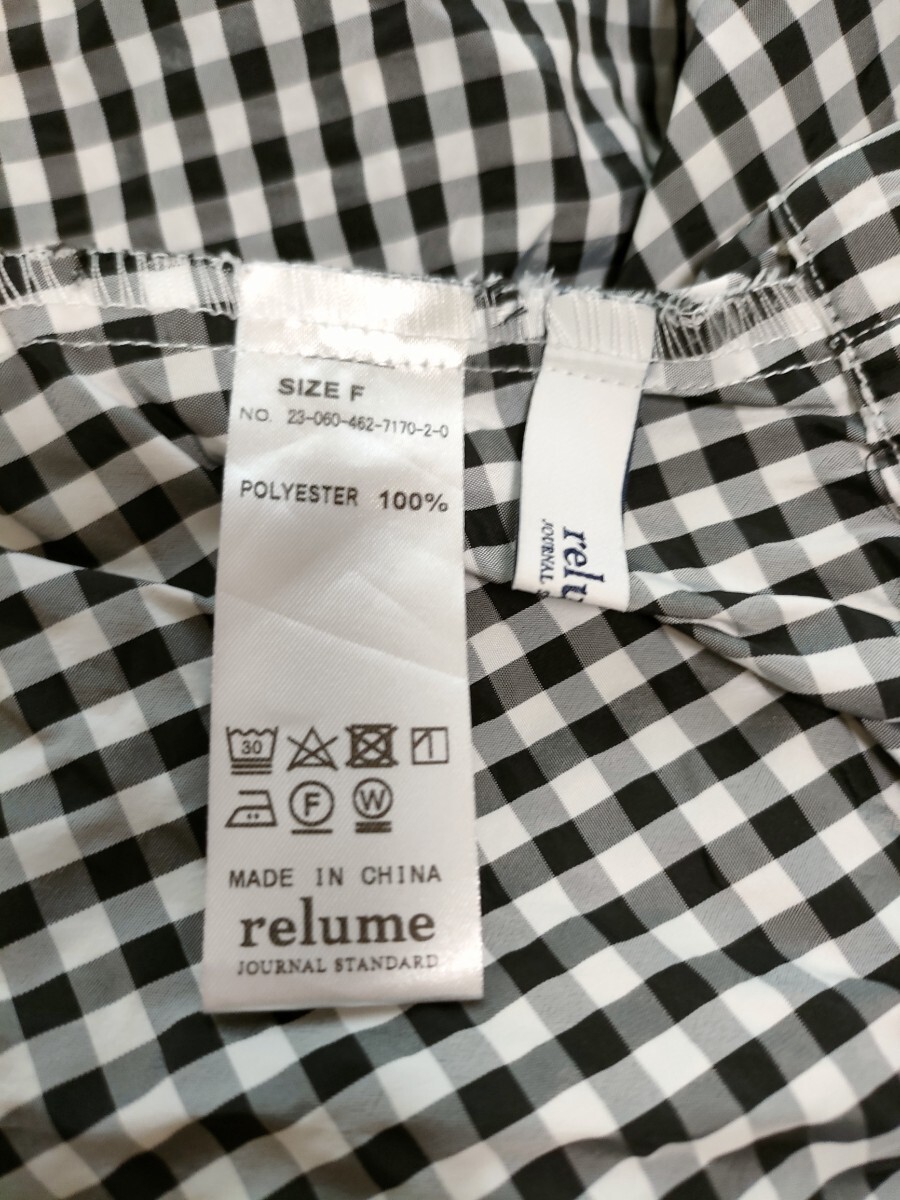 SIZE F
NO. 23-060-462-7170-2-0
POLYESTER 100%
30
F W
MADE IN CHINA
relume
JOURNAL STANDARD
relu
JOURNAL S